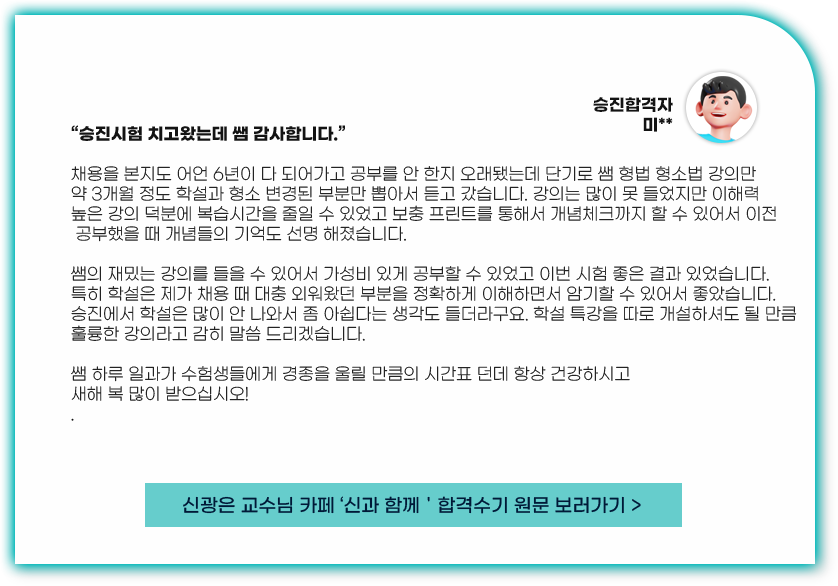 승진합격자
미**
“승진시험 치고왔는데 쌤 감사합니다.”
채용을 본지도 어언 6년이 다 되어가고 공부를 안 한지 오래됐는데 단기로 쌤 형법 형소법 강의만
약 3개월 정도 학설과 형소 변경된 부분만 뽑아서 듣고 갔습니다. 강의는 많이 못 들었지만 이해력
높은 강의 덕분에 복습시간을 줄일 수 있었고 보충 프린트를 통해서 개념체크까지 할 수 있어서 이전
공부했을 때 개념들의 기억도 선명 해졌습니다.
쌤의 재밌는 강의를 들을 수 있어서 가성비 있게 공부할 수 있었고 이번 시험 좋은 결과 있었습니다.
특히 학설은 제가 채용 때 대충 외워왔던 부분을 정확하게 이해하면서 암기할 수 있어서 좋았습니다.
승진에서 학설은 많이 안 나와서 좀 아쉽다는 생각도 들더라구요. 학설 특강을 따로 개설하셔도 될 만큼
훌륭한 강의라고 감히 말씀 드리겠습니다.
쌤 하루 일과가 수험생들에게 경종을 울릴 만큼의 시간표 던데 항상 건강하시고
새해 복 많이 받으십시오!
.
신광은 교수님 카페 ‘신과 함께 ' 합격수기 원문 보러가기 >